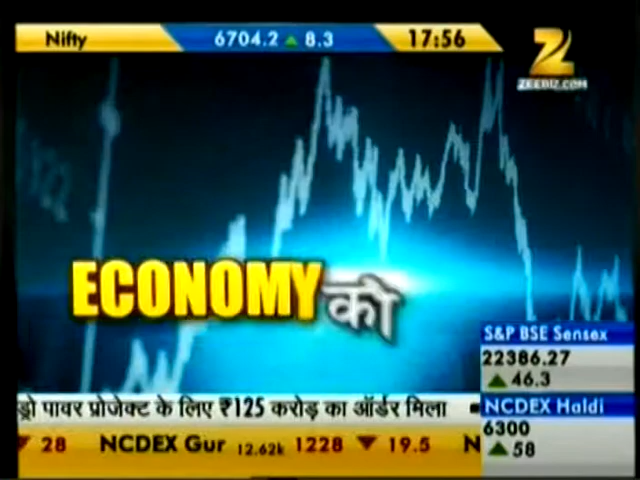 Nifty 6704.2 ▲ 8.3 17:56
Z
ZEEBIZ.COM
ECONOMY को
S&P BSE Sensex
22386.27
▲ 46.3
ड्रो पावर प्रोजेक्ट के लिए ₹125 करोड़ का ऑर्डर मिला
NCDEX Haldi
6300
▲ 58
▼ 28 NCDEX Gur 12.62k 1228 ▼ 19.5 N